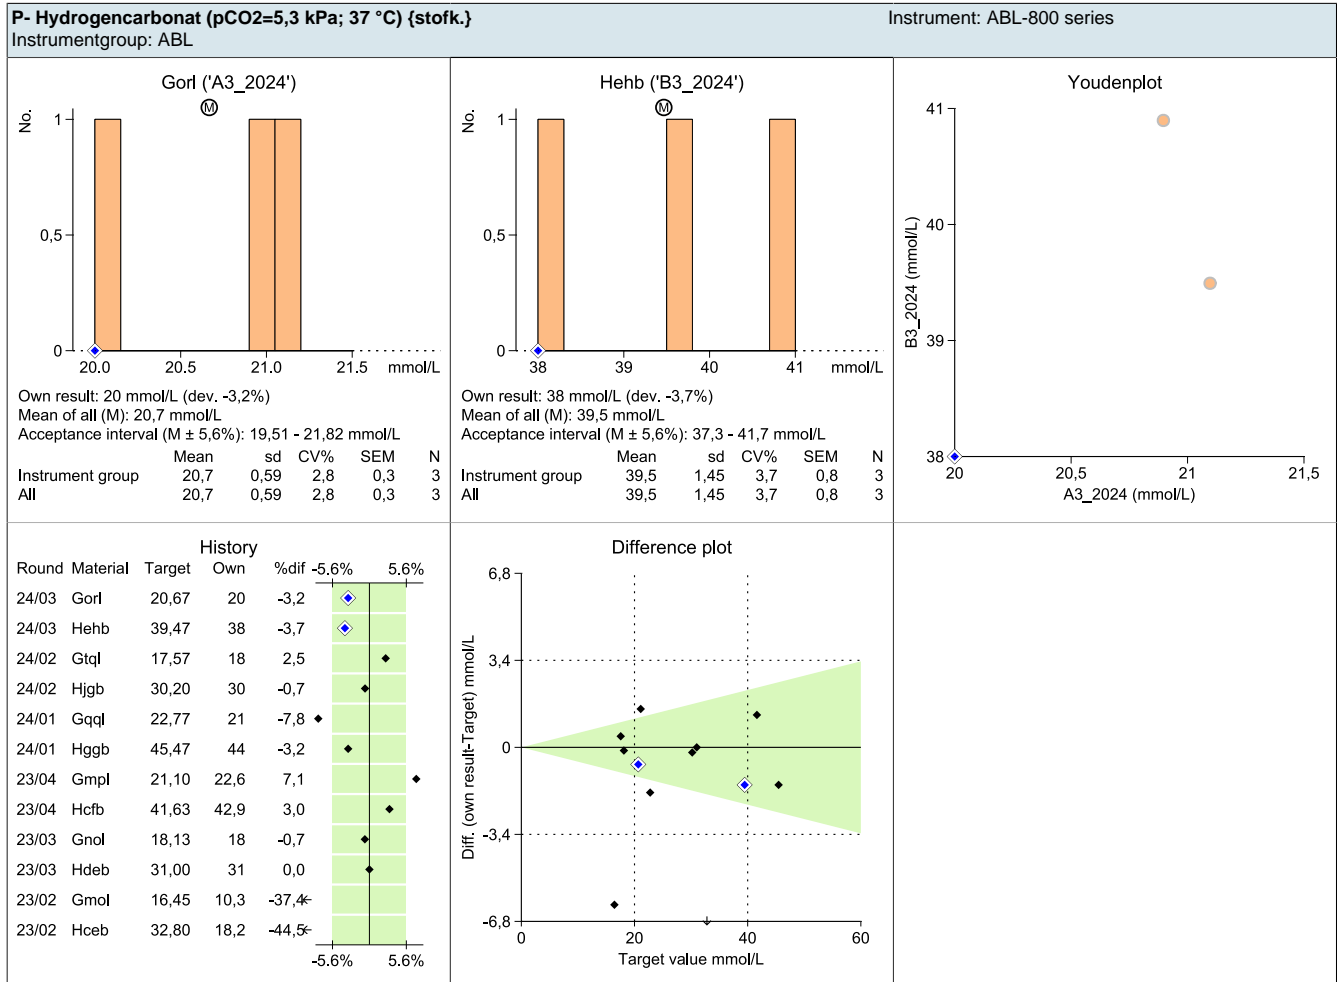 P- Hydrogencarbonat (pCO2=5,3 kPa; 37 °C) {stofk.}
Instrument: ABL-800 series
Instrumentgroup: ABL
Gorl ('A3_2024')
M
No.
1
0,5
0
20.0 20.5 21.0 21.5 mmol/L
Own result: 20 mmol/L (dev. -3,2%)
Mean of all (M): 20,7 mmol/L
Acceptance interval (M ± 5,6%): 19,51 - 21,82 mmol/L
Mean sd CV% SEM N
Instrument group 20,7 0,59 2,8 0,3 3
All 20,7 0,59 2,8 0,3 3
Hehb ('B3_2024')
M
No.
1
0,5
0
38 39 40 41 mmol/L
Own result: 38 mmol/L (dev. -3,7%)
Mean of all (M): 39,5 mmol/L
Acceptance interval (M ± 5,6%): 37,3 - 41,7 mmol/L
Mean sd CV% SEM N
Instrument group 39,5 1,45 3,7 0,8 3
All 39,5 1,45 3,7 0,8 3
Youdenplot
B3_2024 (mmol/L)
41
40
39
38
20 20,5 21 21,5
A3_2024 (mmol/L)
History
Round Material Target Own %dif -5.6% 5.6%
24/03 Gorl 20,67 20 -3,2
24/03 Hehb 39,47 38 -3,7
24/02 Gtql 17,57 18 2,5
24/02 Hjgb 30,20 30 -0,7
24/01 Gqql 22,77 21 -7,8
24/01 Hggb 45,47 44 -3,2
23/04 Gmpl 21,10 22,6 7,1
23/04 Hcfb 41,63 42,9 3,0
23/03 Gnol 18,13 18 -0,7
23/03 Hdeb 31,00 31 0,0
23/02 Gmol 16,45 10,3 -37,4
23/02 Hceb 32,80 18,2 -44,5
-5.6% 5.6%
Difference plot
Diff. (own result-Target) mmol/L
6,8
3,4
0
-3,4
-6,8
0 20 40 60
Target value mmol/L